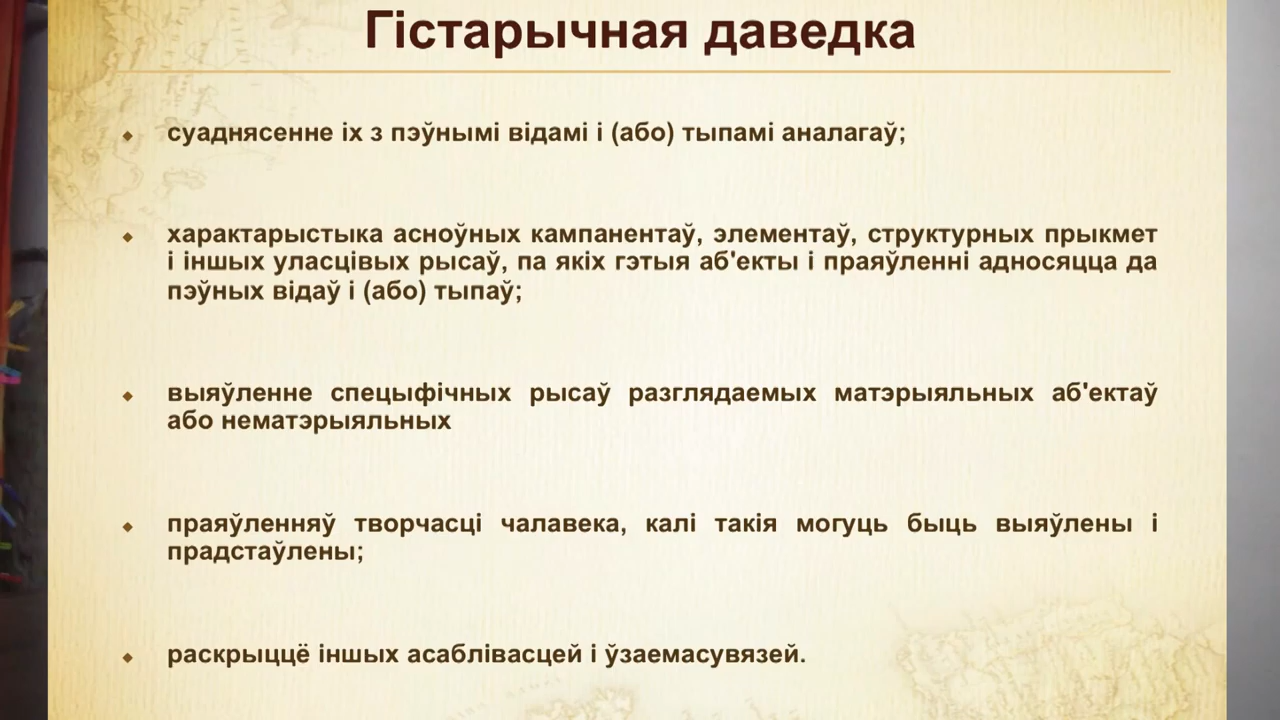 Гістарычная даведка
суаднясенне іх з пэўнымі відамі і (або) тыпамі аналагаў;
характарыстыка асноўных кампанентаў, элементаў, структурных прыкмет
і іншых уласцівых рысаў, па якіх гэтыя аб'екты і праяўленні адносяцца да
пэўных відаў і (або) тыпаў;
выяўленне спецыфічных рысаў разглядаемых матэрыяльных аб'ектаў
або нематэрыяльных
праяўленняў творчасці чалавека, калі такія могуць быць выяўлены і
прадстаўлены;
раскрыццё іншых асаблівасцей і ўзаемасувязей.